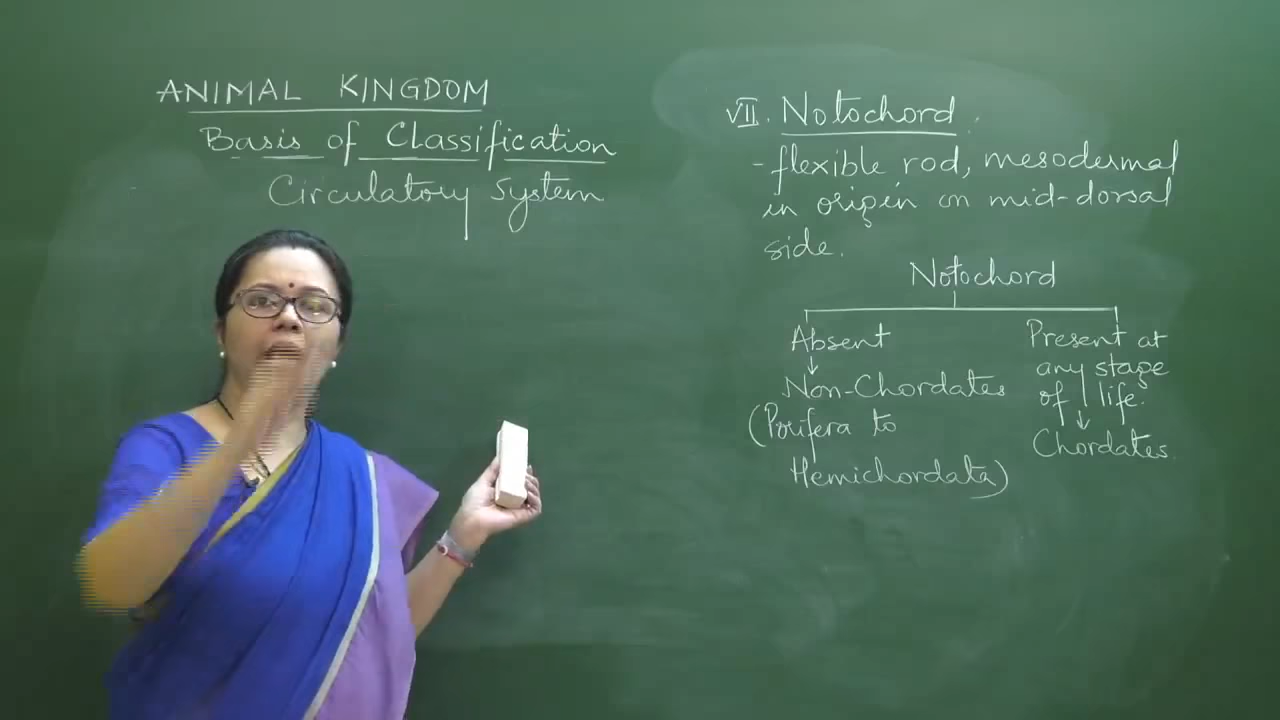 ANIMAL KINGDOM
Basis of Classification
Circulatory System
VII. Notochord:
- flexible rod, mesodermal
in origin on mid-dorsal
side.
Notochord
Absent
↓
Non-Chordates
(Porifera to
Hemichordata)
Present at
any stage
of life.
↓
Chordates.